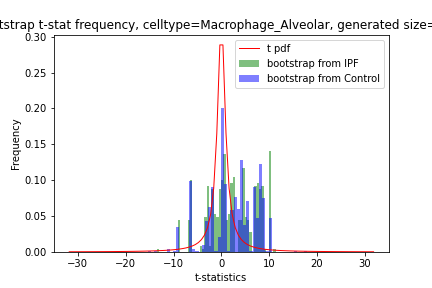 tstrap t-stat frequency, celltype=Macrophage_Alveolar, generated size=
t pdf
bootstrap from IPF
bootstrap from Control
0.30
0.25
0.20
0.15
0.10
0.05
0.00
Frequency
−30
−20
−10
0
10
20
30
t-statistics